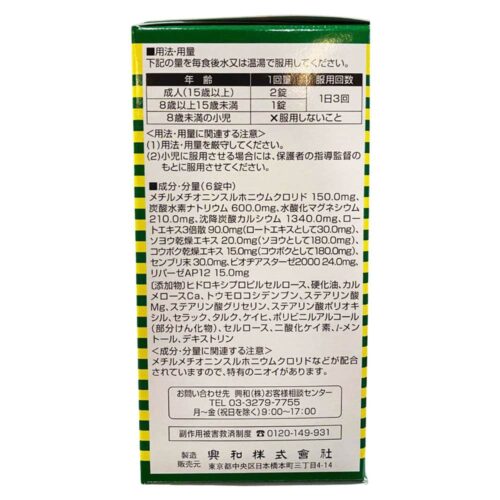 ■用法・用量
下記の量を毎食後水又は温湯で服用してください。
年齢 1回量 服用回数
成人(15歳以上) 2錠 1日3回
8歳以上15歳未満 1錠
8歳未満の小児 ×服用しないこと
<用法・用量に関連する注意>
(1)用法・用量を厳守してください。
(2)小児に服用させる場合には、保護者の指導監督の
もとに服用させてください。
■成分・分量(6錠中)
メチルメチオニンスルホニウムクロリド 150.0mg、
炭酸水素ナトリウム 600.0mg、水酸化マグネシウム
210.0mg、沈降炭酸カルシウム 1340.0mg、ロート
エキス3倍散 90.0mg(ロートエキスとして30.0mg)、
ソヨウ乾燥エキス 20.0mg(ソヨウとして180.0mg)、
コウボク乾燥エキス 15.0mg(コウボクとして180.0mg)、
センブリ末 30.0mg、ビオヂアスターゼ2000 24.0mg、
リパーゼAP12 15.0mg
〔添加物〕ヒドロキシプロピルセルロース、硬化油、カル
メロースCa、トウモロコシデンプン、ステアリン酸
Mg、ステアリン酸グリセリン、ステアリン酸ポリオキ
シル、セラック、タルク、ケイヒ、ポリビニルアルコール
(部分けん化物)、セルロース、二酸化ケイ素、l-メン
トール、デキストリン
<成分・分量に関連する注意>
メチルメチオニンスルホニウムクロリドなどが配合
されていますので、特有のニオイがあります。
お問い合わせ先 興和(株)お客様相談センター
TEL 03-3279-7755
月〜金(祝日を除く)9:00〜17:00
副作用被害救済制度 ☎0120-149-931
製造販売元 興和株式会社
東京都中央区日本橋本町三丁目4-14